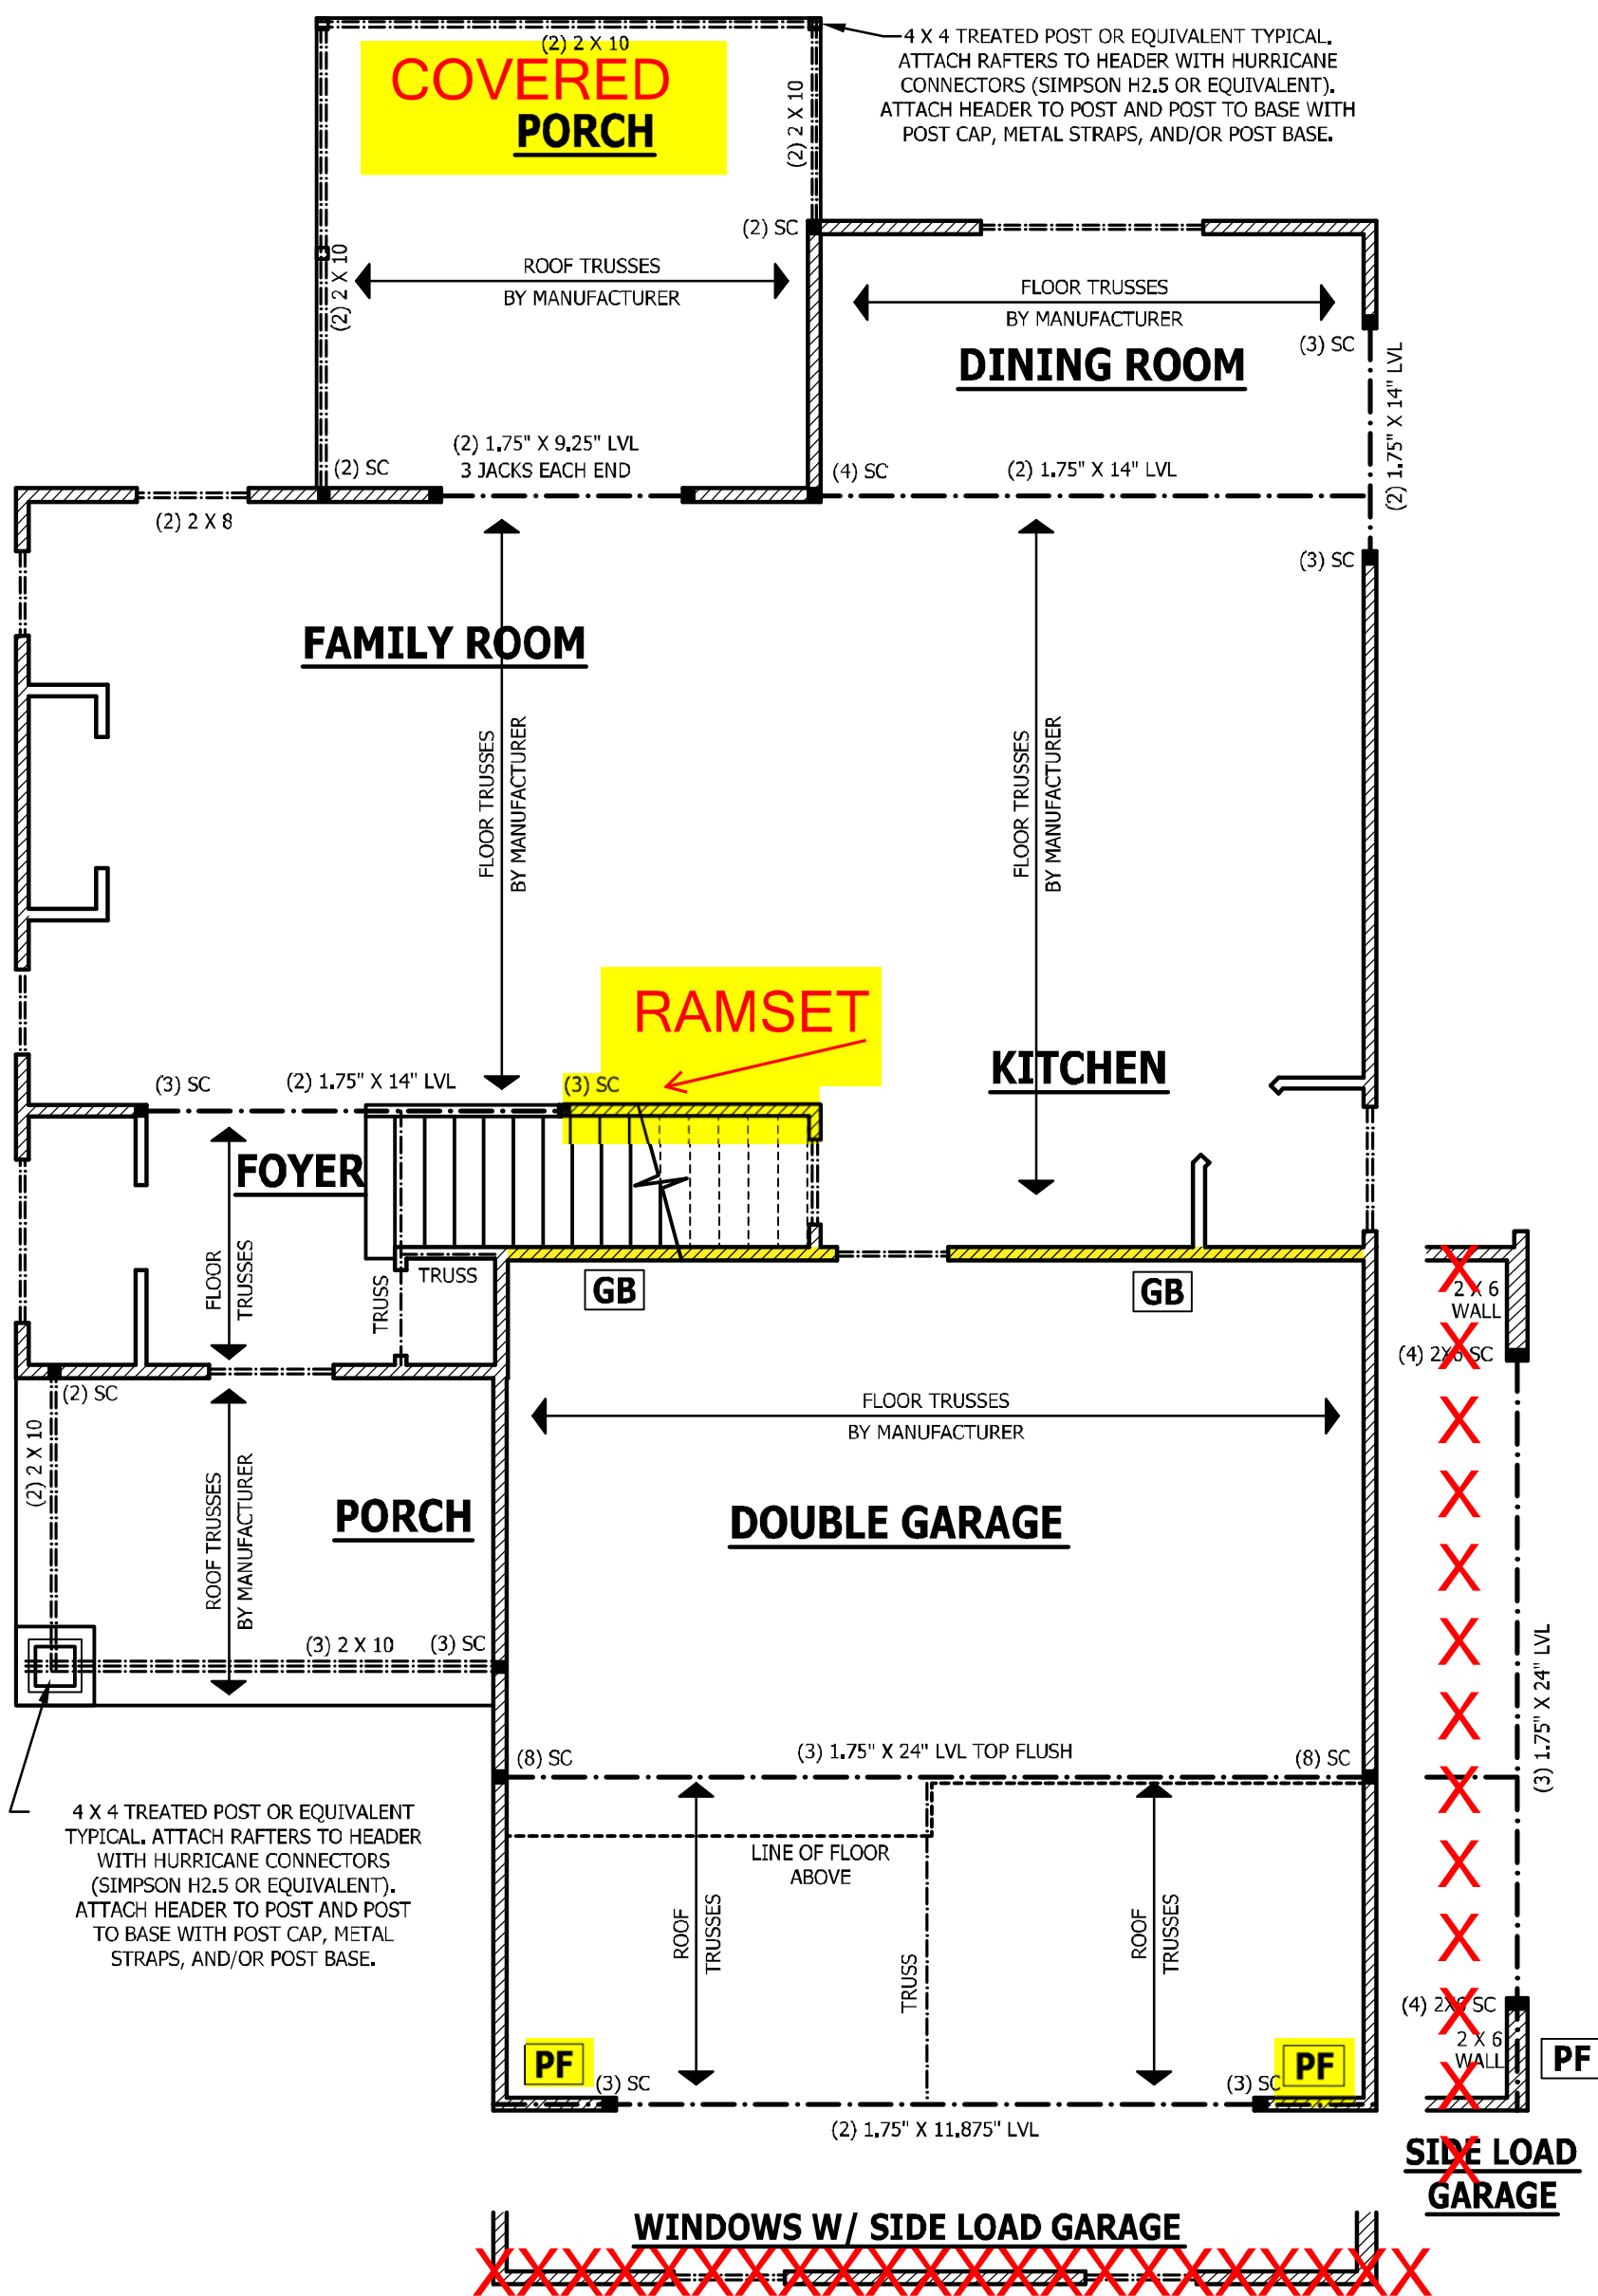 (2) 2 X 10
COVERED
PORCH
(2) 2 X 10
4 X 4 TREATED POST OR EQUIVALENT TYPICAL.
ATTACH RAFTERS TO HEADER WITH HURRICANE
CONNECTORS (SIMPSON H2.5 OR EQUIVALENT).
ATTACH HEADER TO POST AND POST TO BASE WITH
POST CAP, METAL STRAPS, AND/OR POST BASE.
(2) SC
(2) 2 X 10
ROOF TRUSSES
BY MANUFACTURER
FLOOR TRUSSES
BY MANUFACTURER
(3) SC
DINING ROOM
(2) 1.75" X 14" LVL
(2) 1.75" X 9.25" LVL
3 JACKS EACH END
(2) SC
(4) SC
(2) 1.75" X 14" LVL
(2) 2 X 8
(3) SC
FAMILY ROOM
FLOOR TRUSSES
BY MANUFACTURER
FLOOR TRUSSES
BY MANUFACTURER
RAMSET
KITCHEN
(3) SC
(2) 1.75" X 14" LVL
(3) SC
FOYER
FLOOR
TRUSSES
TRUSS
TRUSS
GB
GB
2 X 6
WALL
(4) 2X6 SC
(2) SC
(2) 2 X 10
FLOOR TRUSSES
BY MANUFACTURER
ROOF TRUSSES
BY MANUFACTURER
PORCH
DOUBLE GARAGE
(3) 2 X 10
(3) SC
(3) 1.75" X 24" LVL
(8) SC
(3) 1.75" X 24" LVL TOP FLUSH
(8) SC
4 X 4 TREATED POST OR EQUIVALENT
TYPICAL. ATTACH RAFTERS TO HEADER
WITH HURRICANE CONNECTORS
(SIMPSON H2.5 OR EQUIVALENT).
ATTACH HEADER TO POST AND POST
TO BASE WITH POST CAP, METAL
STRAPS, AND/OR POST BASE.
LINE OF FLOOR
ABOVE
ROOF
TRUSSES
TRUSS
ROOF
TRUSSES
(4) 2X6 SC
2 X 6
WALL
PF
PF
PF
(3) SC
(3) SC
(2) 1.75" X 11.875" LVL
SIDE LOAD
GARAGE
WINDOWS W/ SIDE LOAD GARAGE